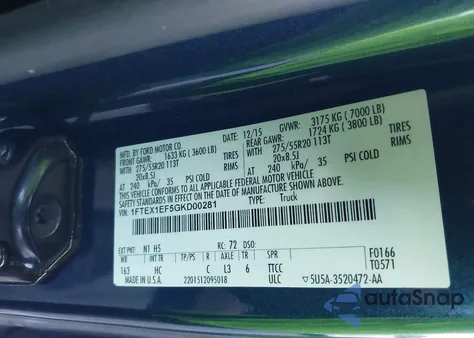 MFD. BY FORD MOTOR CO.
DATE: 12/15 GVWR: 3175 KG ( 7000 LB)
FRONT GAWR: 1633 KG ( 3600 LB) REAR GAWR: 1724 KG ( 3800 LB)
WITH 275/55R20 113T TIRES WITH 275/55R20 113T TIRES
20x8.5J RIMS 20x8.5J RIMS
AT 240 kPa/ 35 PSI COLD AT 240 kPa/ 35 PSI COLD
THIS VEHICLE CONFORMS TO ALL APPLICABLE FEDERAL MOTOR VEHICLE SAFETY AND THEFT PREVENTION STANDARDS IN
EFFECT ON THE DATE OF MANUFACTURE SHOWN ABOVE.
VIN: 1FTEX1EF5GKD00281
TYPE: Truck
EXT PNT: N1 H5 RC: 72 DSO: F0166
T0571
WB BRK INT TR TP/PS R AXLE TR SPR
163 HC C L3 6 TTCC
MADE IN U.S.A. 2201512095018 ULC 5U5A-3520472-AA
autoSnap